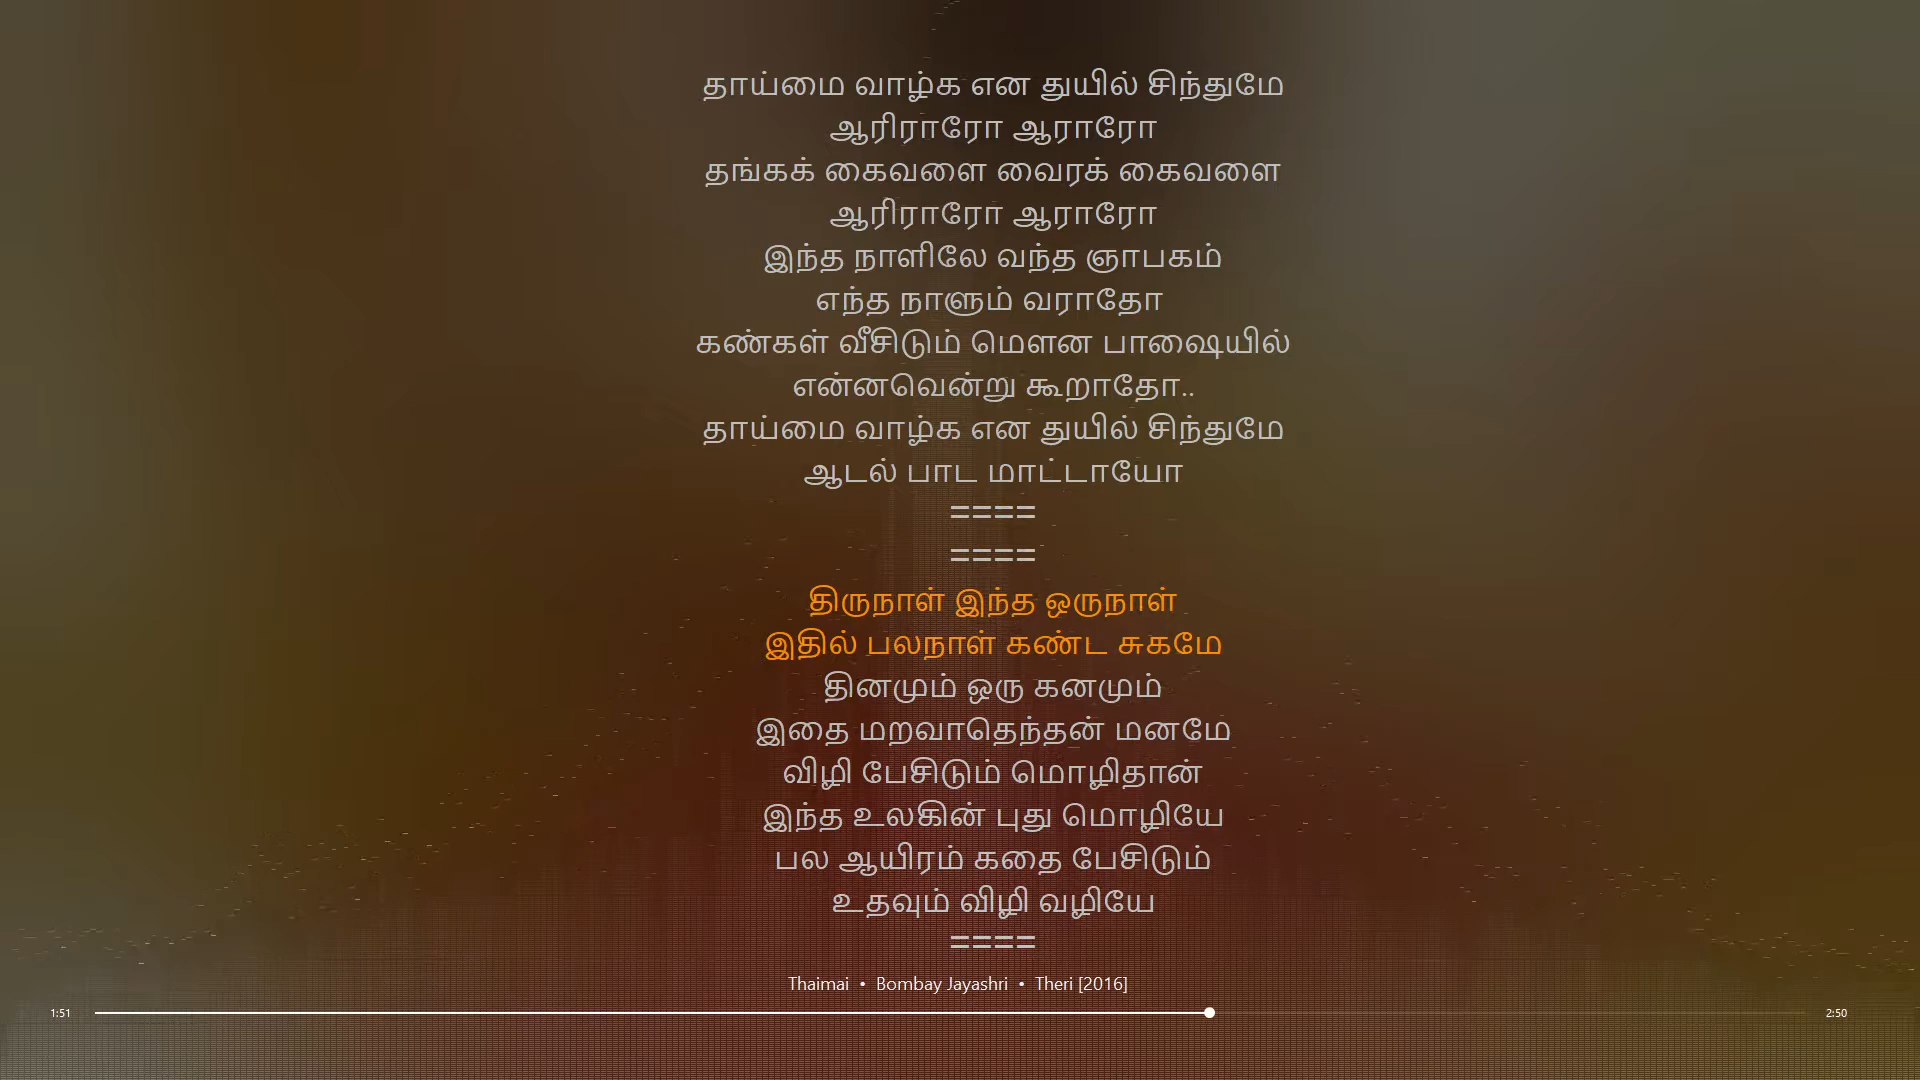 தாய்மை வாழ்க என துயில் சிந்துமே
ஆரிராரோ ஆராரோ
தங்கக் கைவளை வைரக் கைவளை
ஆரிராரோ ஆராரோ
இந்த நாளிலே வந்த ஞாபகம்
எந்த நாளும் வராதோ
கண்கள் வீசிடும் மௌன பாஷையில்
என்னவென்று கூறாதோ..
தாய்மை வாழ்க என துயில் சிந்துமே
ஆடல் பாட மாட்டாயோ
====
====
திருநாள் இந்த ஒருநாள்
இதில் பலநாள் கண்ட சுகமே
தினமும் ஒரு கனமும்
இதை மறவாதெந்தன் மனமே
விழி பேசிடும் மொழிதான்
இந்த உலகின் புது மொழியே
பல ஆயிரம் கதை பேசிடும்
உதவும் விழி வழியே
====
Thaimai • Bombay Jayashri • Theri [2016]
1:51 2:50